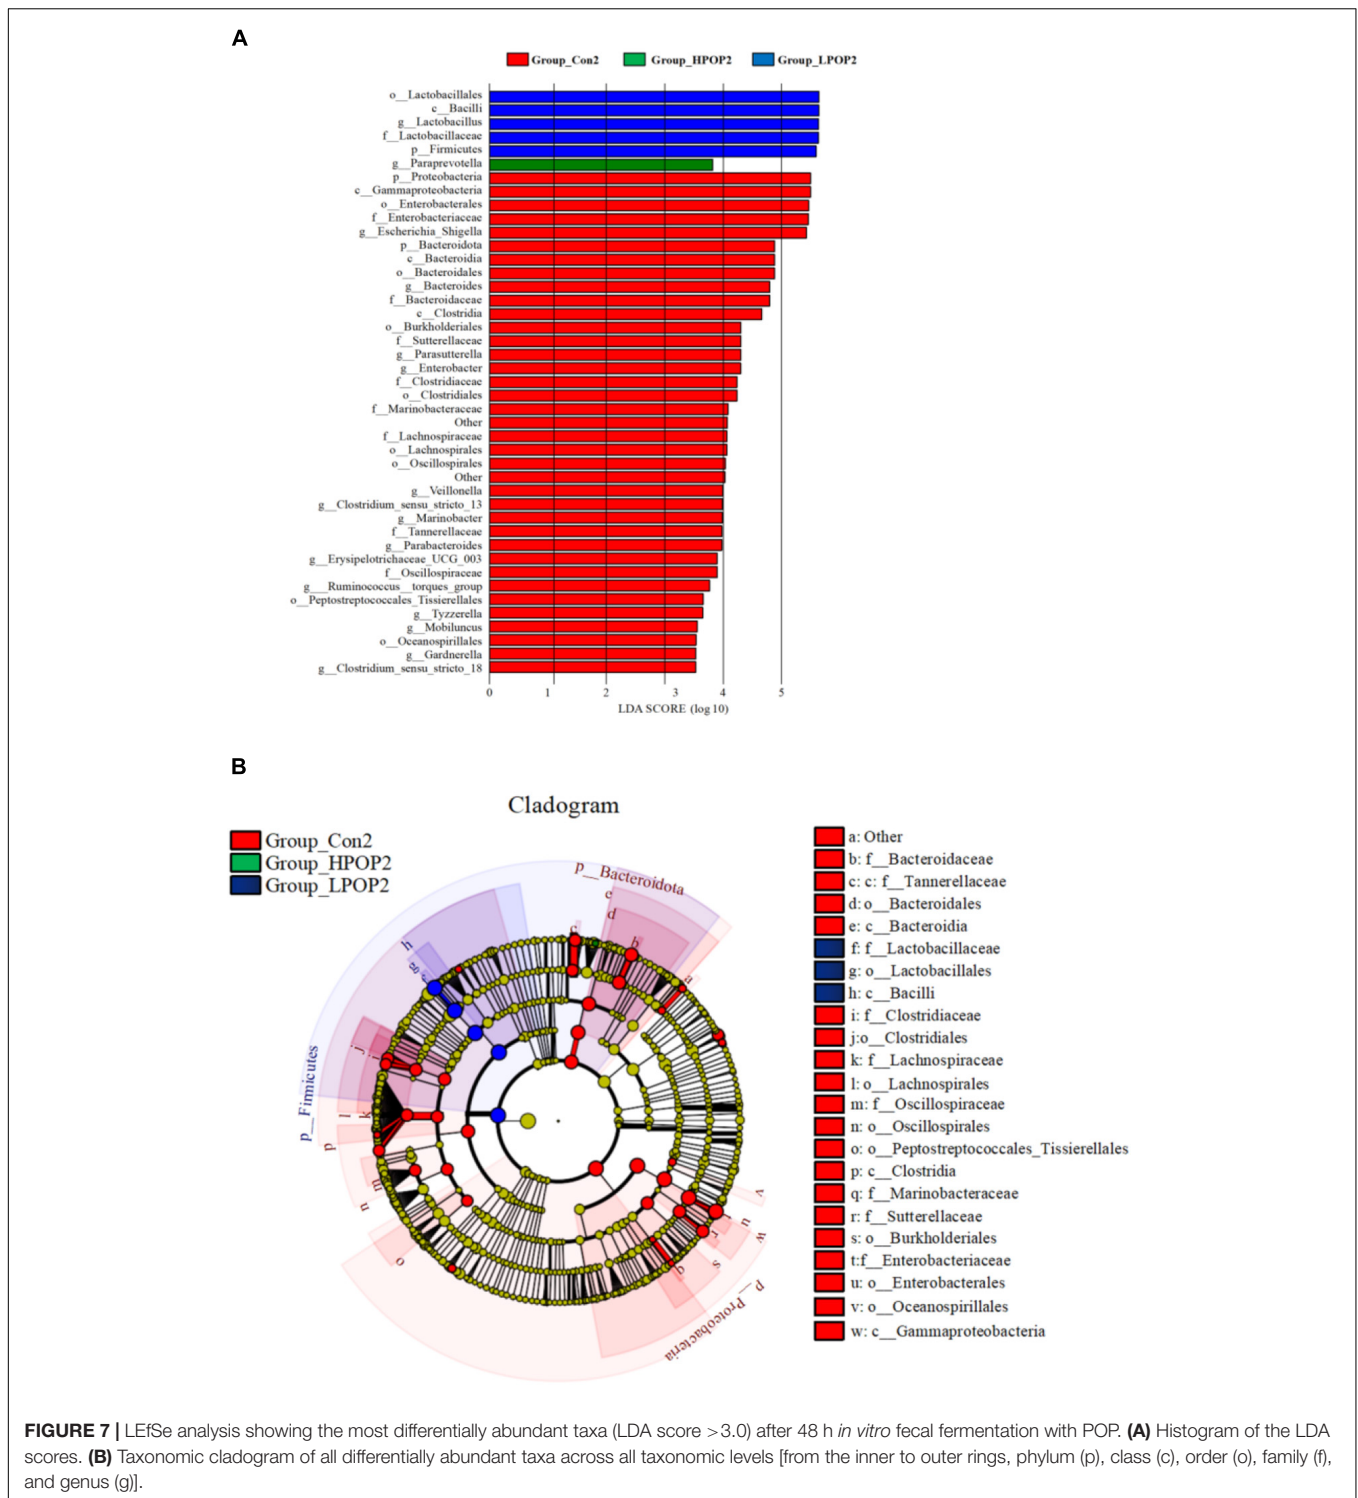 A
Group_Con2 Group_HPOP2 Group_LPOP2
o__Lactobacillales
c__Bacilli
g__Lactobacillus
f__Lactobacillaceae
p__Firmicutes
g__Paraprevotella
p__Proteobacteria
c__Gammaproteobacteria
o__Enterobacterales
f__Enterobacteriaceae
g__Escherichia_Shigella
p__Bacteroidota
c__Bacteroidia
o__Bacteroidales
g__Bacteroides
f__Bacteroidaceae
c__Clostridia
o__Burkholderiales
f__Sutterellaceae
g__Parasutterella
g__Enterobacter
f__Clostridiaceae
o__Clostridiales
f__Marinobacteraceae
Other
f__Lachnospiraceae
o__Lachnospirales
o__Oscillospirales
Other
g__Veillonella
g__Clostridium_sensu_stricto_13
g__Marinobacter
f__Tannerellaceae
g__Parabacteroides
g__Erysipelotrichaceae_UCG_003
f__Oscillospiraceae
g___Ruminococcus__torques_group
o__Peptostreptococcales_Tissierellales
g__Tyzzerella
g__Mobiluncus
o__Oceanospirillales
g__Gardnerella
g__Clostridium_sensu_stricto_18
0 1 2 3 4 5
LDA SCORE (log 10)
B
Cladogram
Group_Con2
Group_HPOP2
Group_LPOP2
p__Bacteroidota
e
d
c
b
a
h
g
p__Firmicutes
j
i
l
k
p
m
n
o
v
u
w
r
s
q
p__Proteobacteria
a: Other
b: f__Bacteroidaceae
c: c: f__Tannerellaceae
d: o__Bacteroidales
e: c__Bacteroidia
f: f__Lactobacillaceae
g: o__Lactobacillales
h: c__Bacilli
i: f__Clostridiaceae
j:o__Clostridiales
k: f__Lachnospiraceae
l: o__Lachnospirales
m: f__Oscillospiraceae
n: o__Oscillospirales
o: o__Peptostreptococcales_Tissierellales
p: c__Clostridia
q: f__Marinobacteraceae
r: f__Sutterellaceae
s: o__Burkholderiales
t:f__Enterobacteriaceae
u: o__Enterobacterales
v: o__Oceanospirillales
w: c__Gammaproteobacteria
FIGURE 7 | LEfSe analysis showing the most differentially abundant taxa (LDA score >3.0) after 48 h in vitro fecal fermentation with POP. (A) Histogram of the LDA
scores. (B) Taxonomic cladogram of all differentially abundant taxa across all taxonomic levels [from the inner to outer rings, phylum (p), class (c), order (o), family (f),
and genus (g)].